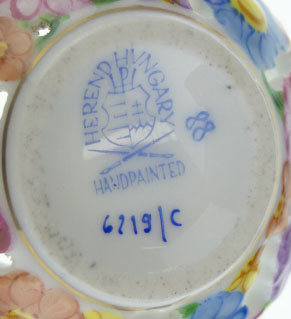 HEREND HUNGARY
88
HANDPAINTED
6219/C